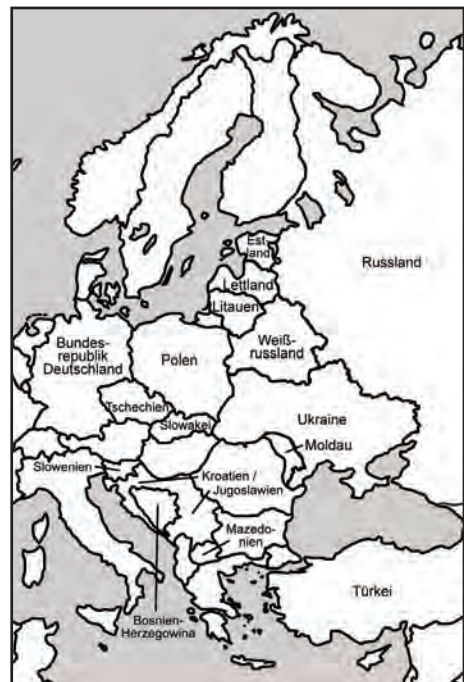 Est-
land
Russland
Lettland
Litauen
Bundes-
republik
Deutschland
Polen
Weiß-
russland
Tschechien
Slowakei
Ukraine
Moldau
Slowenien
Kroatien /
Jugoslawien
Mazedo-
nien
Türkei
Bosnien-
Herzegowina